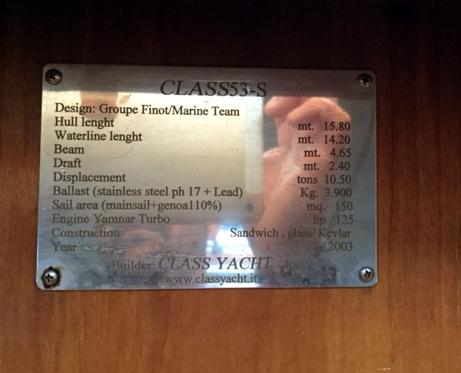 CLASS53-S
Design: Groupe Finot/Marine Team
Hull lenght mt. 15.80
Waterline lenght mt. 14.20
Beam mt. 4.65
Draft mt. 2.40
Displacement tons 10.50
Ballast (stainless steel ph 17 + Lead) Kg. 3.900
Sail area (mainsail+genoa110%) mq. 150
Engine Yamnar Turbo hp 125
Construction Sandwich , glass/ Kevlar
Year 2003
Builder CLASS YACHT Italy
www.classyacht.it